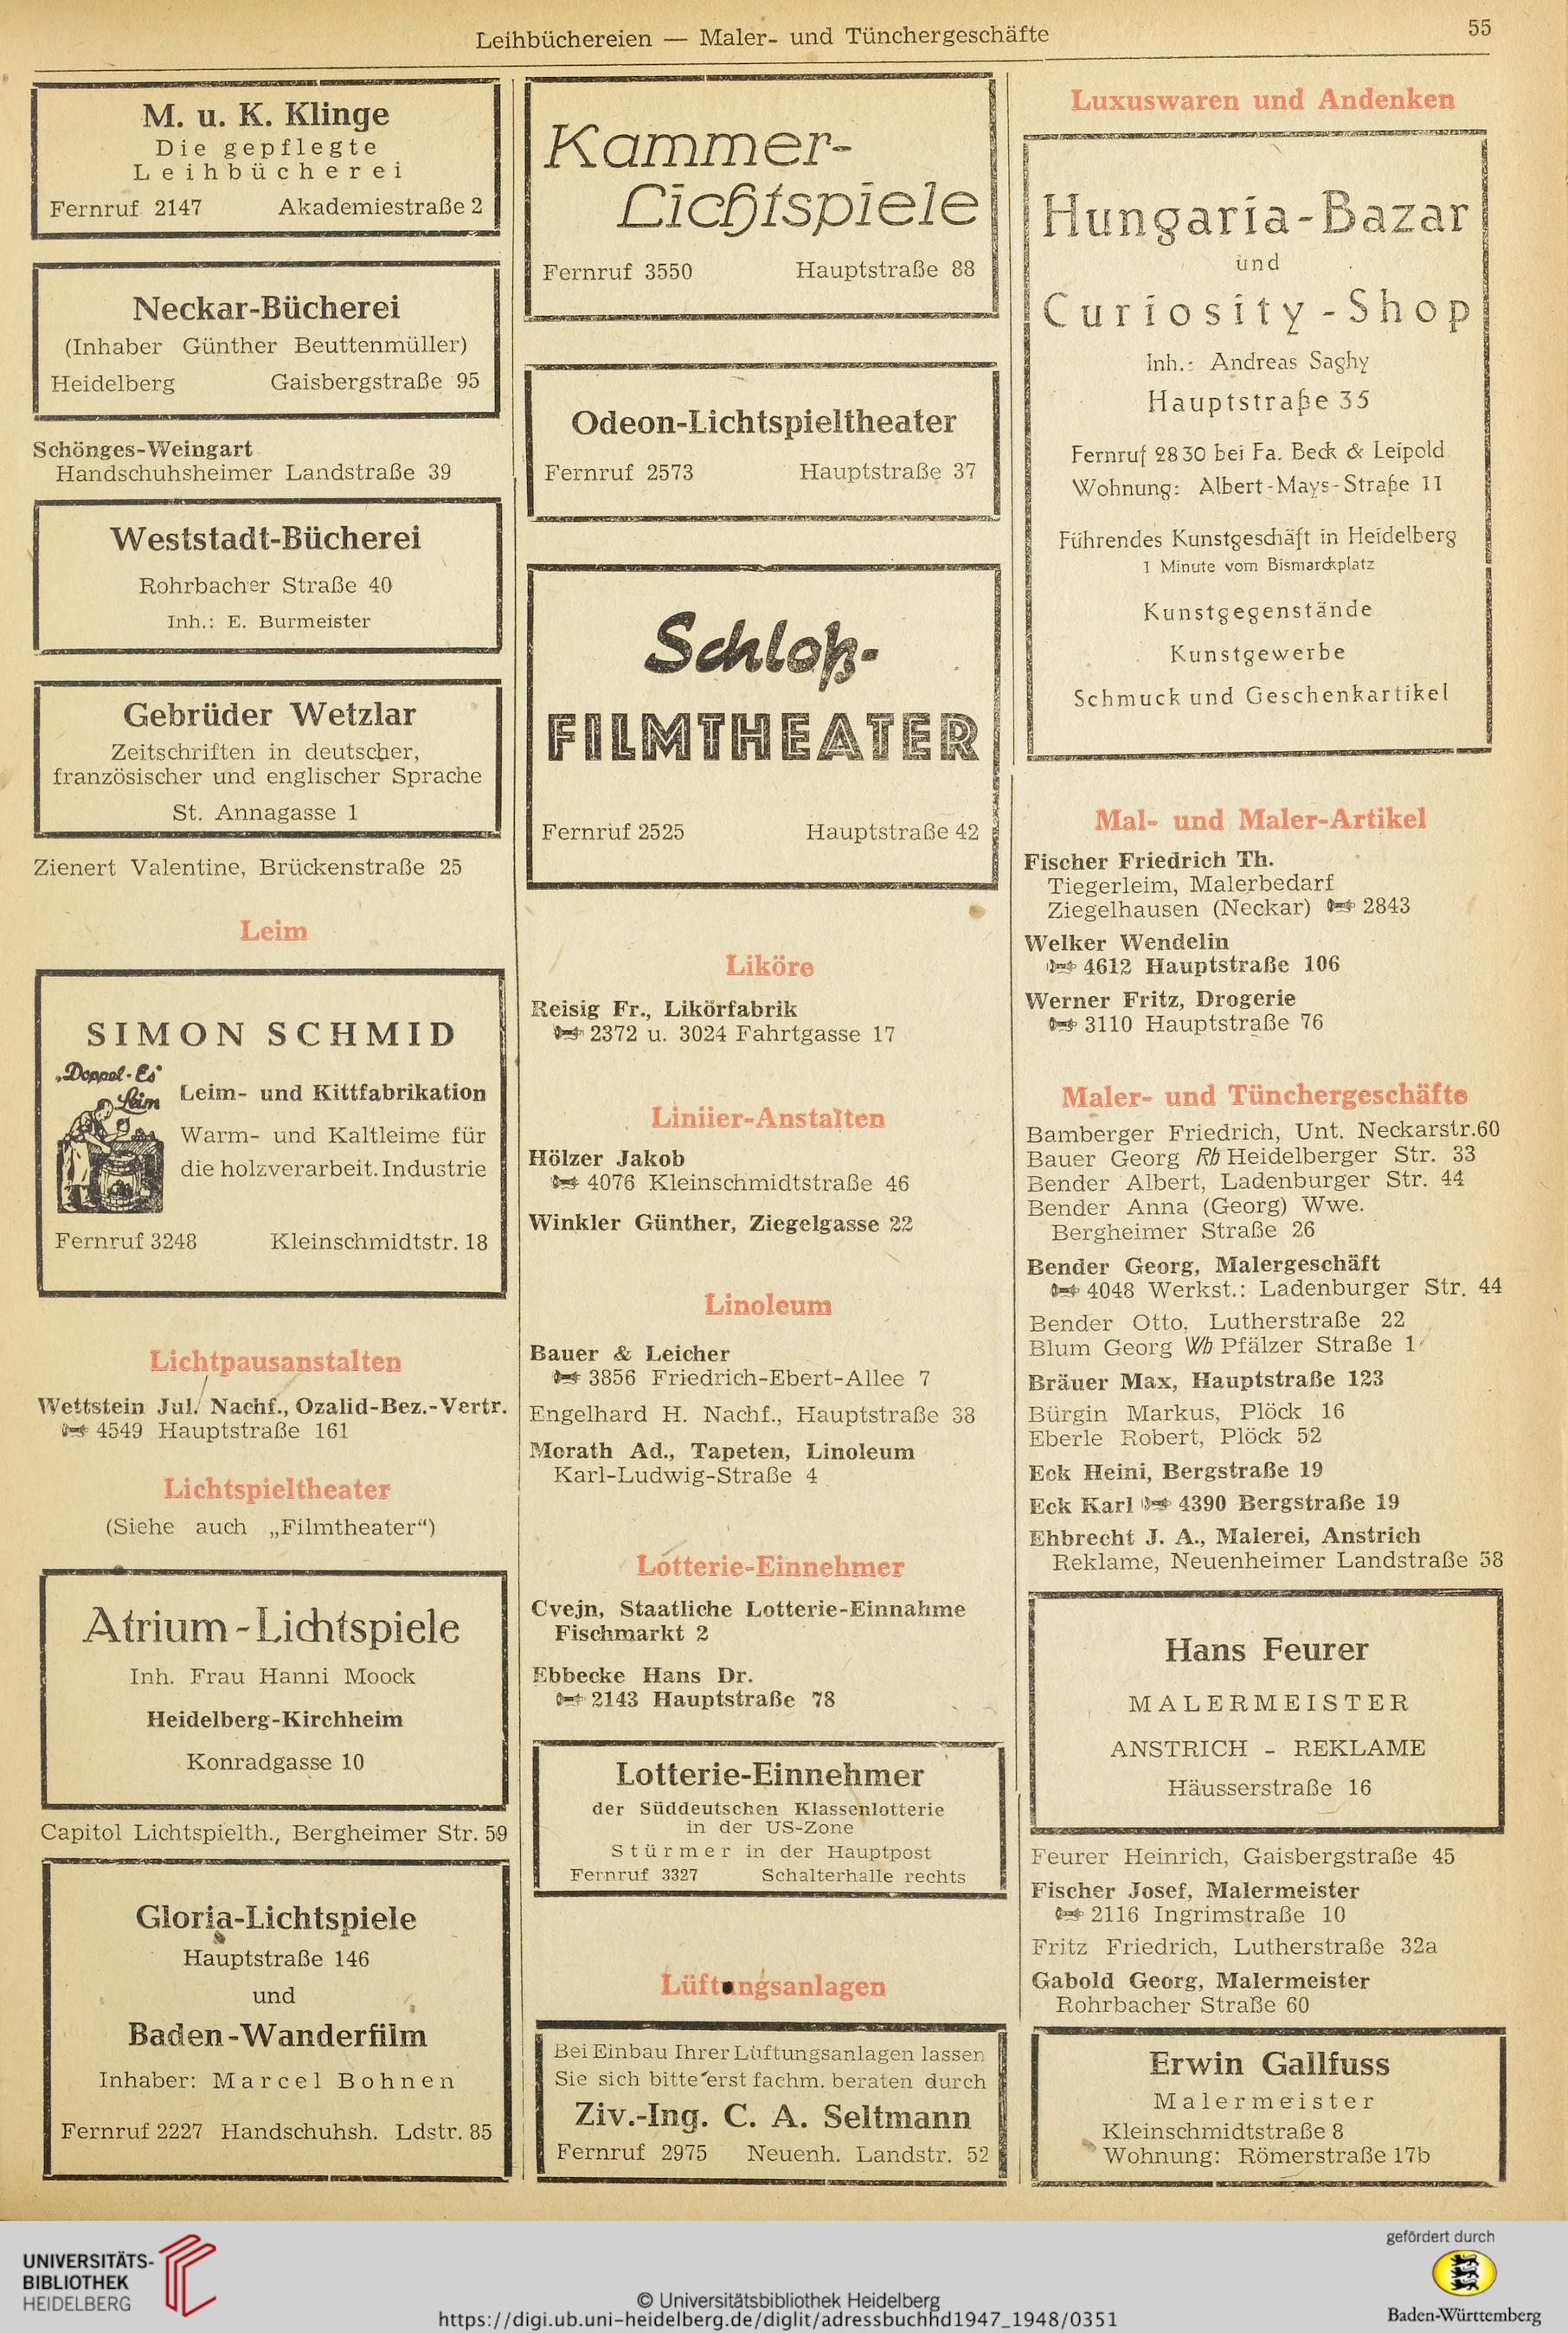 Leihbüchereien — Maler- und Tünchergeschäfte
55
M. u. K. Klinge
Die gepflegte
Leihbücherei
Fernruf 2147 Akademiestraße 2
Neckar-Bücherei
(Inhaber Günther Beuttenmüller)
Heidelberg Gaisbergstraße 95
Schönges-Weingart
Handschuhsheimer Landstraße 39
Weststadt-Bücherei
Rohrbacher Straße 40
Inh.: E. Burmeister
Gebrüder Wetzlar
Zeitschriften in deutscher,
französischer und englischer Sprache
St. Annagasse 1
Zienert Valentine, Brückenstraße 25
Leim
SIMON SCHMID
„Doppel-Es"
Leim
Leim- und Kittfabrikation
Warm- und Kaltleime für
die holzverarbeit. Industrie
Fernruf 3248 Kleinschmidtstr. 18
Lichtpausanstalten
Wettstein Jul. Nachf., Ozalid-Bez.-Vertr.
4549 Hauptstraße 161
Lichtspieltheater
(Siehe auch „Filmtheater“)
Atrium-Lichtspiele
Inh. Frau Hanni Moock
Heidelberg-Kirchheim
Konradgasse 10
Capitol Lichtspielth., Bergheimer Str. 59
Gloria-Lichtspiele
Hauptstraße 146
und
Baden-Wanderfilm
Inhaber: Marcel Bohnen
Fernruf 2227 Handschuhsh. Ldstr. 85
Kammer-
Lichtspiele
Fernruf 3550 Hauptstraße 88
Odeon-Lichtspieltheater
Fernruf 2573 Hauptstraße 37
Schloß-
FILMTHEATER
Fernruf 2525 Hauptstraße 42
Liköre
Reisig Fr., Likörfabrik
2372 u. 3024 Fahrtgasse 17
Liniier-Anstalten
Hölzer Jakob
4076 Kleinschmidtstraße 46
Winkler Günther, Ziegelgasse 22
Linoleum
Bauer & Leicher
3856 Friedrich-Ebert-Allee 7
Engelhard H. Nachf., Hauptstraße 38
Morath Ad., Tapeten, Linoleum
Karl-Ludwig-Straße 4
Lotterie-Einnehmer
Cvejn, Staatliche Lotterie-Einnahme
Fischmarkt 2
Ebbecke Hans Dr.
2143 Hauptstraße 78
Lotterie-Einnehmer
der Süddeutschen Klassenlotterie
in der US-Zone
Stürmer in der Hauptpost
Fernruf 3327 Schalterhalle rechts
Lüftungsanlagen
Bei Einbau Ihrer Lüftungsanlagen lassen
Sie sich bitte erst fachm. beraten durch
Ziv.-Ing. C. A. Seltmann
Fernruf 2975 Neuenh. Landstr. 52
Luxuswaren und Andenken
Hungaria-Bazar
und
Curiosity-Shop
Inh.: Andreas Saghy
Hauptstraße 35
Fernruf 2830 bei Fa. Beck & Leipold
Wohnung: Albert-Mays-Straße 11
Führendes Kunstgeschäft in Heidelberg
1 Minute vom Bismarckplatz
Kunstgegenstände
Kunstgewerbe
Schmuck und Geschenkartikel
Mal- und Maler-Artikel
Fischer Friedrich Th.
Tiegerleim, Malerbedarf
Ziegelhausen (Neckar) 2843
Welker Wendelin
4612 Hauptstraße 106
Werner Fritz, Drogerie
3110 Hauptstraße 76
Maler- und Tünchergeschäfte
Bamberger Friedrich, Unt. Neckarstr. 60
Bauer Georg Rb Heidelberger Str. 33
Bender Albert, Ladenburger Str. 44
Bender Anna (Georg) Wwe.
Bergheimer Straße 26
Bender Georg, Malergeschäft
4048 Werkst.: Ladenburger Str. 44
Bender Otto, Lutherstraße 22
Blum Georg Wb Pfälzer Straße 1
Bräuer Max, Hauptstraße 123
Bürgin Markus, Plöck 16
Eberle Robert, Plöck 52
Eck Heini, Bergstraße 19
Eck Karl 4390 Bergstraße 19
Ehbrecht J. A., Malerei, Anstrich
Reklame, Neuenheimer Landstraße 58
Hans Feurer
MALERMEISTER
ANSTRICH - REKLAME
Häusserstraße 16
Feurer Heinrich, Gaisbergstraße 45
Fischer Josef, Malermeister
2116 Ingrimstraße 10
Fritz Friedrich, Lutherstraße 32a
Gabold Georg, Malermeister
Rohrbacher Straße 60
Erwin Gallfuss
Malermeister
Kleinschmidtstraße 8
Wohnung: Römerstraße 17b
UNIVERSITÄTS-
BIBLIOTHEK
HEIDELBERG
© Universitätsbibliothek Heidelberg
https://digi.ub.uni-heidelberg.de/diglit/adressbuchhd1947_1948/0351
gefördert durch
Baden-Württemberg